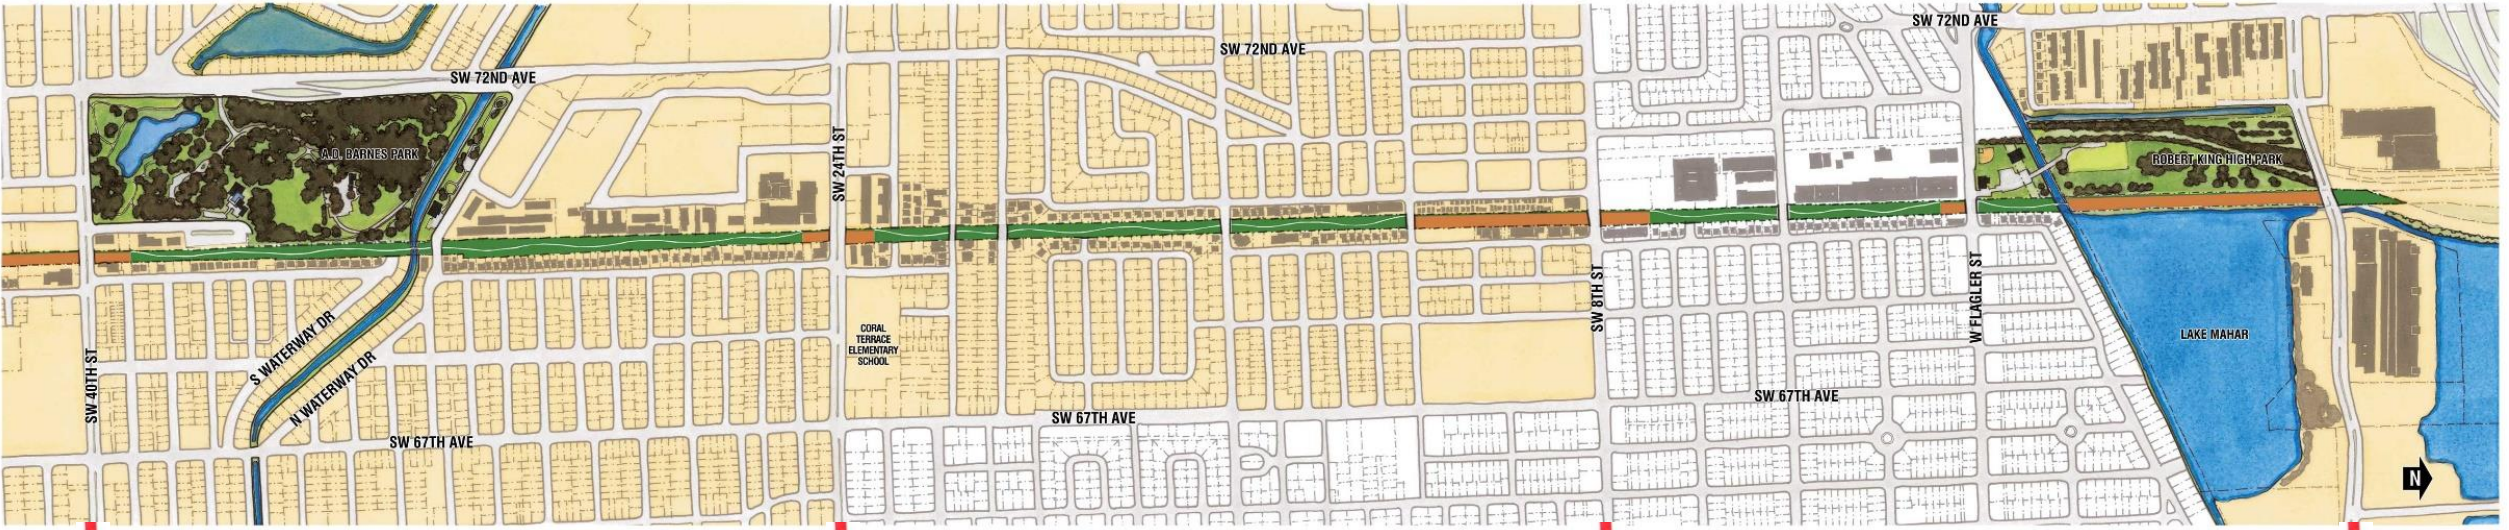 SW 72ND AVE
SW 72ND AVE
SW 72ND AVE
A.D. BARNES PARK
SW 24TH ST
ROBERT KING HIGH PARK
SW 8TH ST
W FLAGLER ST
S WATERWAY DR
N WATERWAY DR
SW 40TH ST
CORAL
TERRACE
ELEMENTARY
SCHOOL
LAKE MAHAR
SW 67TH AVE
SW 67TH AVE
SW 67TH AVE
N